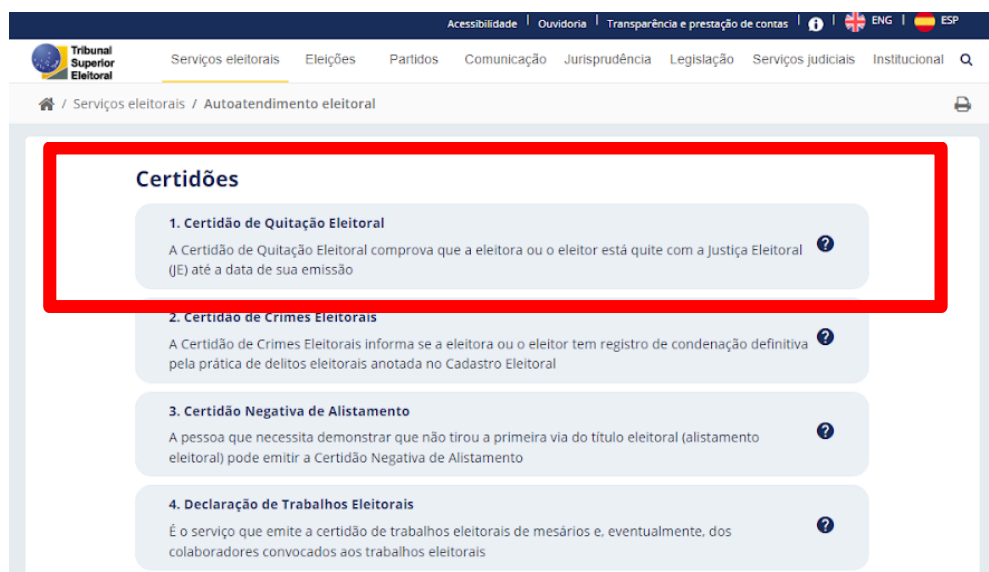 Acessibilidade | Ouvidoria | Transparência e prestação de contas | ENG | ESP
Tribunal
Superior
Eleitoral
Serviços eleitorais Eleições Partidos Comunicação Jurisprudência Legislação Serviços judiciais Institucional
/ Serviços eleitorais / Autoatendimento eleitoral
Certidões
1. Certidão de Quitação Eleitoral
A Certidão de Quitação Eleitoral comprova que a eleitora ou o eleitor está quite com a Justiça Eleitoral
(JE) até a data de sua emissão
2. Certidão de Crimes Eleitorais
A Certidão de Crimes Eleitorais informa se a eleitora ou o eleitor tem registro de condenação definitiva
pela prática de delitos eleitorais anotada no Cadastro Eleitoral
3. Certidão Negativa de Alistamento
A pessoa que necessita demonstrar que não tirou a primeira via do título eleitoral (alistamento
eleitoral) pode emitir a Certidão Negativa de Alistamento
4. Declaração de Trabalhos Eleitorais
É o serviço que emite a certidão de trabalhos eleitorais de mesários e, eventualmente, dos
colaboradores convocados aos trabalhos eleitorais